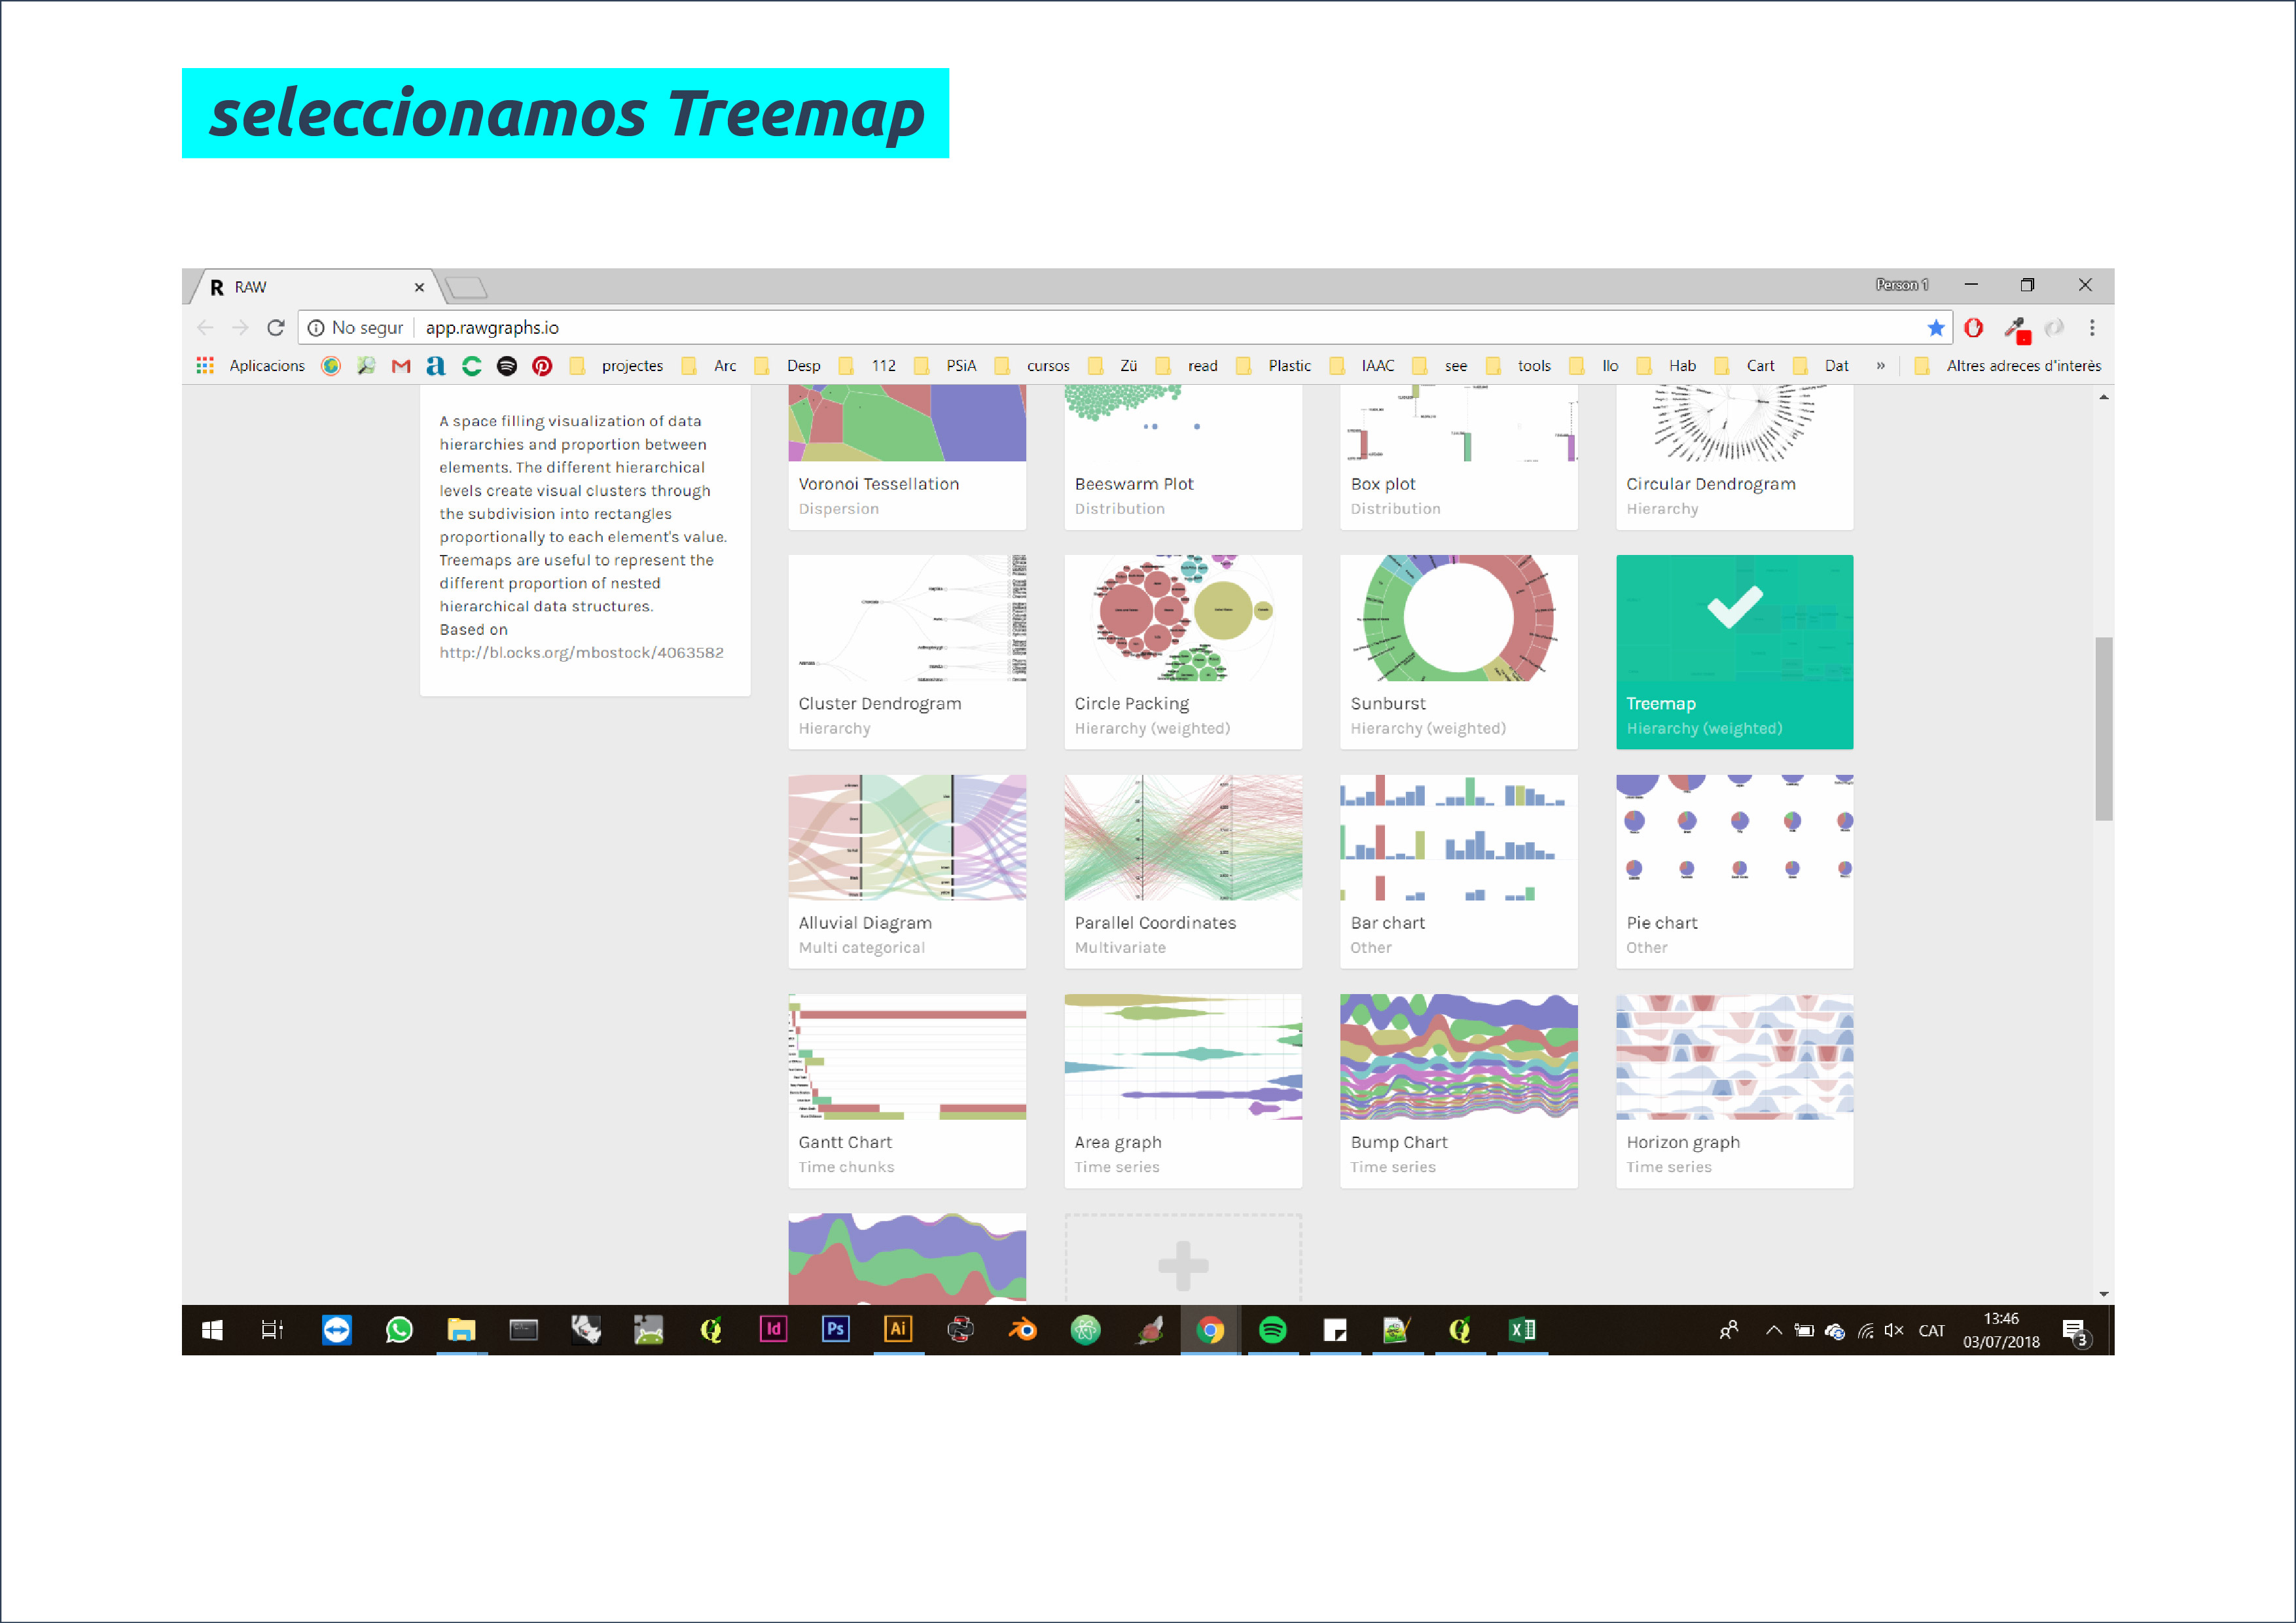 seleccionamos Treemap
R RAW
Person 1
No segur app.rawgraphs.io
Aplicacions projectes Arc Desp 112 PSiA cursos Zü read Plastic IAAC see tools Ilo Hab Cart Dat » Altres adreces d'interès
A space filling visualization of data
hierarchies and proportion between
elements. The different hierarchical
levels create visual clusters through
the subdivision into rectangles
proportionally to each element's value.
Treemaps are useful to represent the
different proportion of nested
hierarchical data structures.
Based on
http://bl.ocks.org/mbostock/4063582
Voronoi Tessellation
Dispersion
Beeswarm Plot
Distribution
Box plot
Distribution
Circular Dendrogram
Hierarchy
Cluster Dendrogram
Hierarchy
Circle Packing
Hierarchy (weighted)
Sunburst
Hierarchy (weighted)
Treemap
Hierarchy (weighted)
Alluvial Diagram
Multi categorical
Parallel Coordinates
Multivariate
Bar chart
Other
Pie chart
Other
Gantt Chart
Time chunks
Area graph
Time series
Bump Chart
Time series
Horizon graph
Time series
Id Ps Ai
CAT
13:46
03/07/2018
3